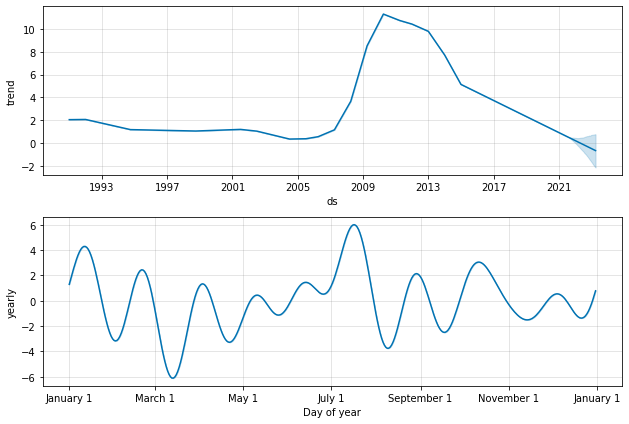 10
8
6
4
2
0
−2
trend
1993
1997
2001
2005
2009
2013
2017
2021
ds
6
4
2
0
−2
−4
−6
yearly
January 1
March 1
May 1
July 1
September 1
November 1
January 1
Day of year